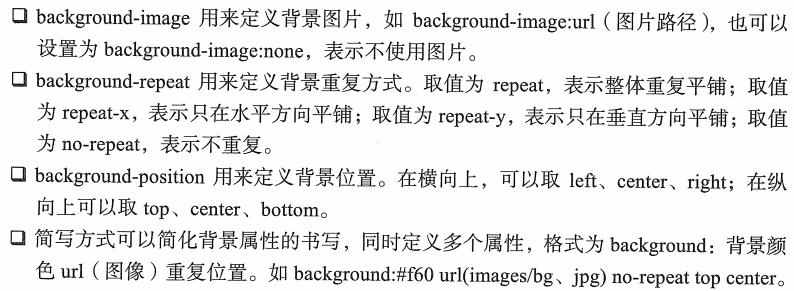 ❑ background-image 用来定义背景图片，如 background-image:url（图片路径），也可以
设置为 background-image:none，表示不使用图片。
❑ background-repeat 用来定义背景重复方式。取值为 repeat，表示整体重复平铺；取值
为 repeat-x，表示只在水平方向平铺；取值为 repeat-y，表示只在垂直方向平铺；取值
为 no-repeat，表示不重复。
❑ background-position 用来定义背景位置。在横向上，可以取 left、center、right；在纵
向上可以取 top、center、bottom。
❑ 简写方式可以简化背景属性的书写，同时定义多个属性，格式为 background：背景颜
色 url（图像）重复位置。如 background:#f60 url(images/bg、jpg) no-repeat top center。